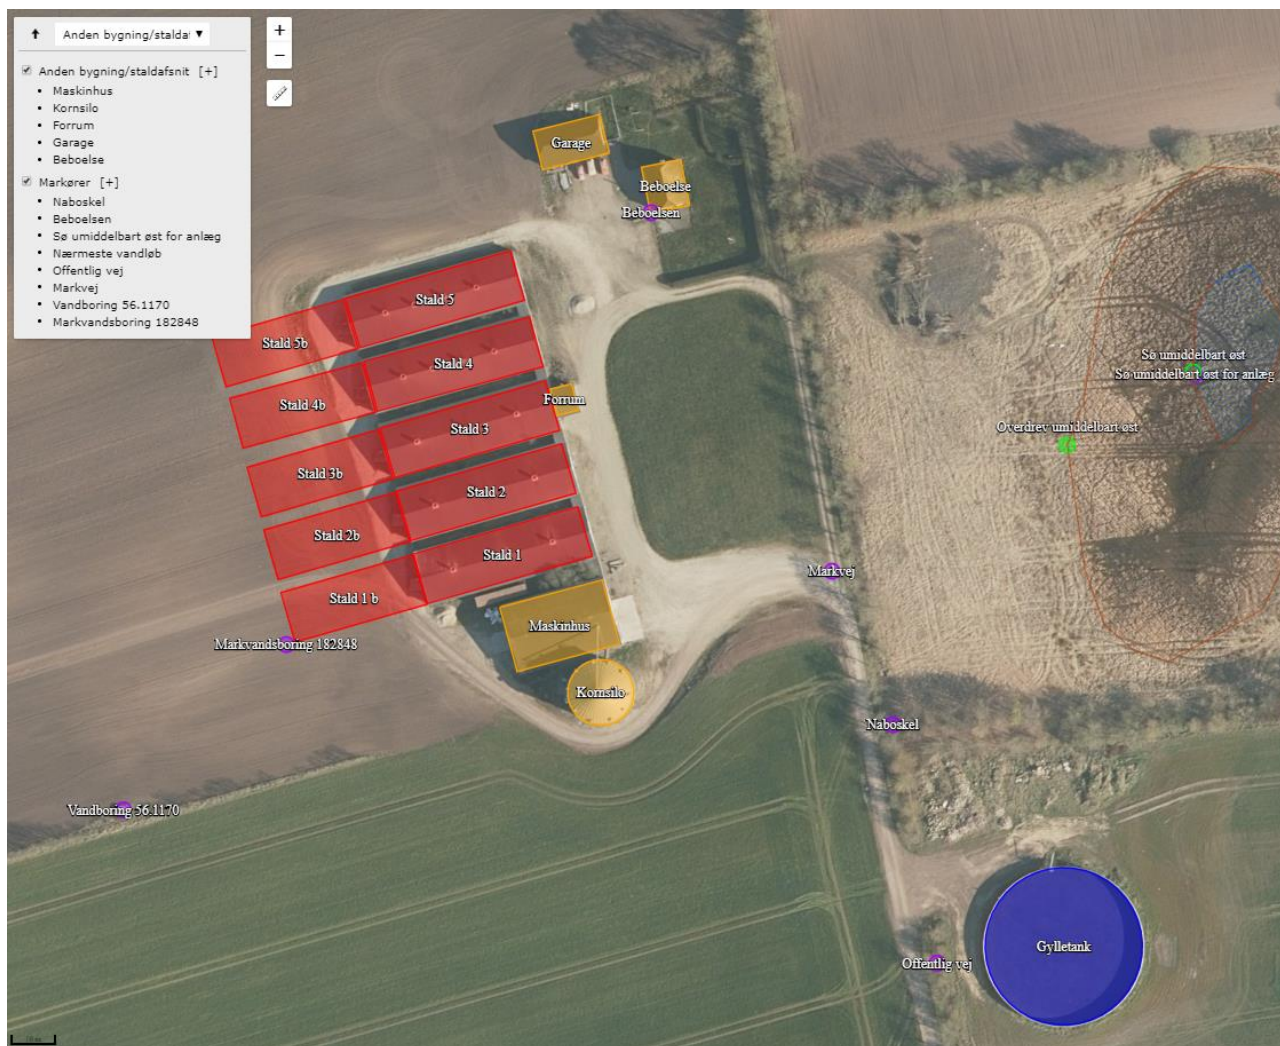 Anden bygning/staldaf
Anden bygning/staldafsnit [+]
Maskinhus
Kornsilo
Forrum
Garage
Beboelse
Markører [+]
Naboskel
Beboelsen
Sø umiddelbart øst for anlæg
Nærmeste vandløb
Offentlig vej
Markvej
Vandboring 56.1170
Markvandsboring 182848
+
−
Garage
Beboelse
Beboelsen
Stald 5
Stald 5b
Stald 4
Stald 4b
Forrum
Stald 3
Stald 3b
Stald 2
Stald 2b
Stald 1
Stald 1 b
Sø umiddelbart øst
Sø umiddelbart øst for anlæg
Overdrev umiddelbart øst
Markvej
Maskinhus
Markvandsboring 182848
Kornsilo
Naboskel
Vandboring 56.1170
Gylletank
Offentlig vej